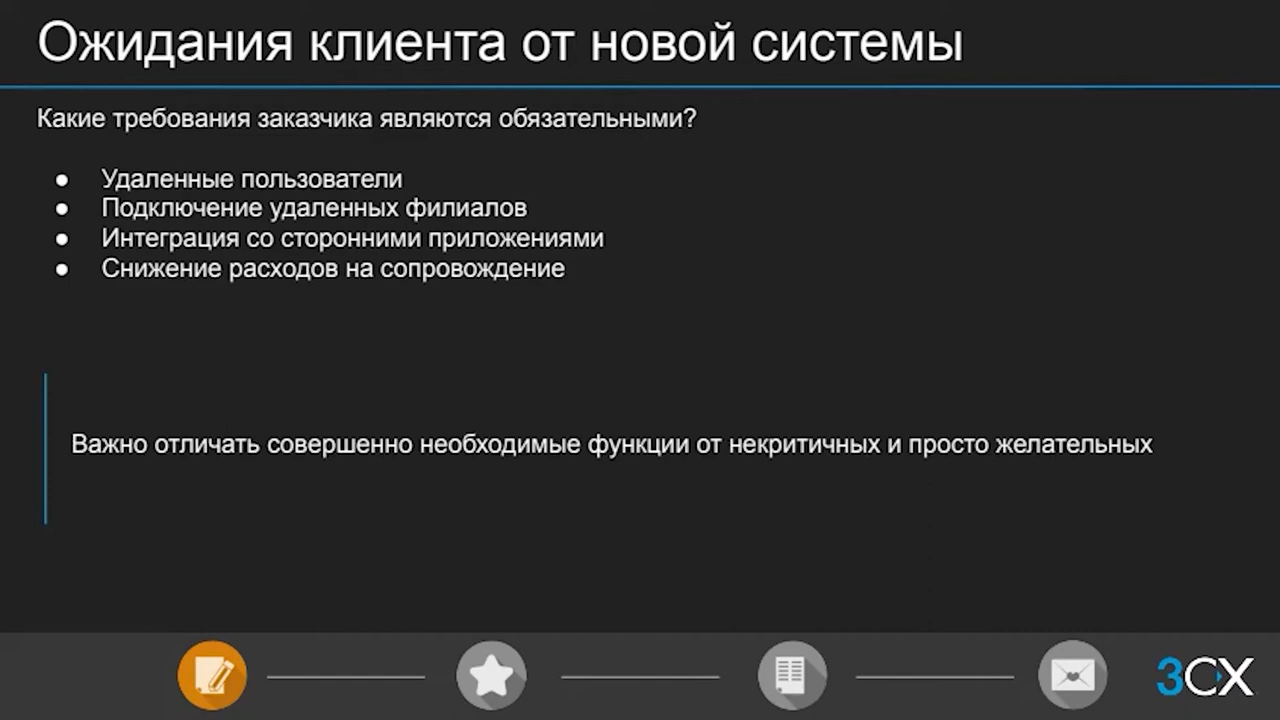 Ожидания клиента от новой системы
Какие требования заказчика являются обязательными?
● Удаленные пользователи
● Подключение удаленных филиалов
● Интеграция со сторонними приложениями
● Снижение расходов на сопровождение
Важно отличать совершенно необходимые функции от некритичных и просто желательных
3CX